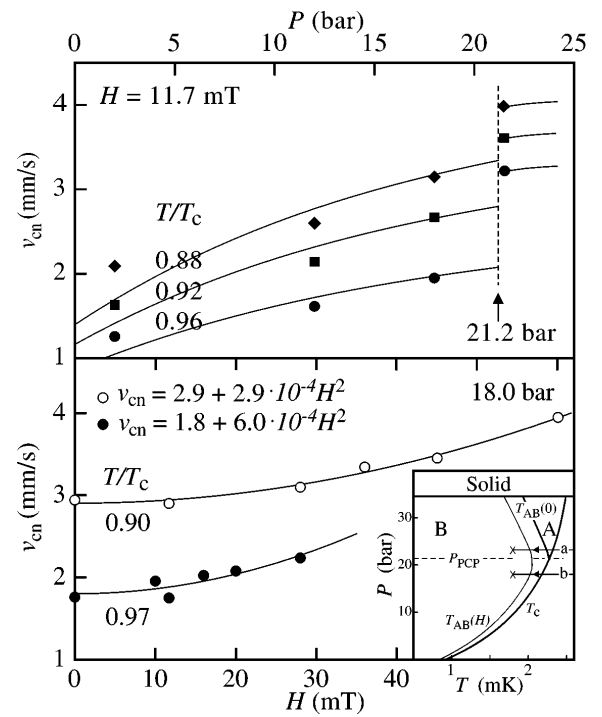 P (bar)
0 5 10 15 20 25
4
3
2
1
v_cn (mm/s)
H = 11.7 mT
T/T_c
0.88
0.92
0.96
21.2 bar
4
3
2
1
v_cn (mm/s)
v_cn = 2.9 + 2.9·10^-4H^2
v_cn = 1.8 + 6.0·10^-4H^2
18.0 bar
T/T_c
0.90
0.97
0 10 20 30 40
H (mT)
Solid
T_AB(0)
B
A
a
b
P_PCP
T_AB(H)
T_c
30
20
10
P (bar)
1 2
T (mK)